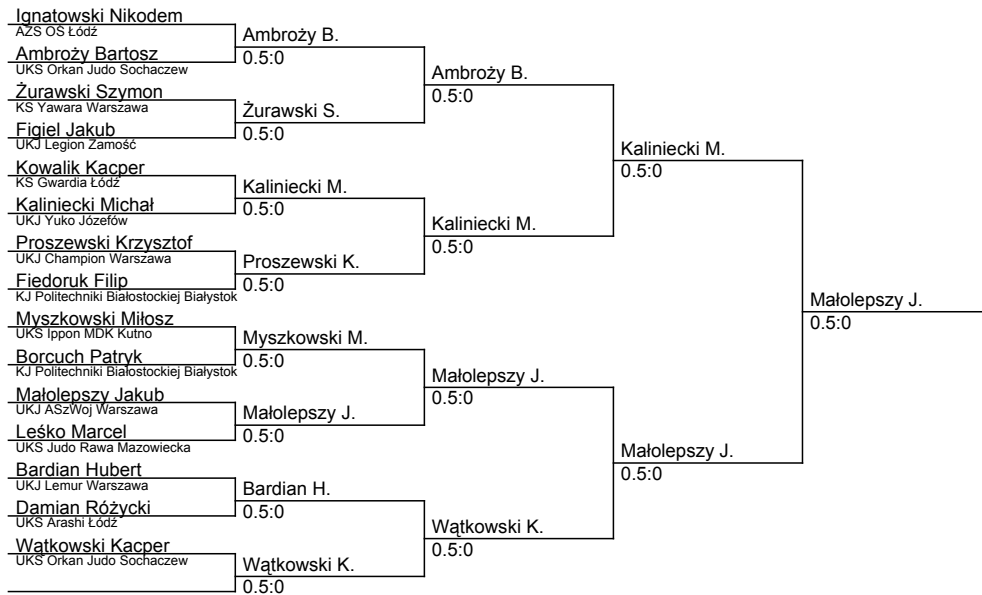 Ignatowski Nikodem
AZS OŚ Łódź
Ambroży Bartosz
UKS Orkan Judo Sochaczew
Żurawski Szymon
KS Yawara Warszawa
Figiel Jakub
UKJ Legion Zamość
Kowalik Kacper
KS Gwardia Łódź
Kaliniecki Michał
UKJ Yuko Józefów
Proszewski Krzysztof
UKJ Champion Warszawa
Fiedoruk Filip
KJ Politechniki Białostockiej Białystok
Myszkowski Miłosz
UKS Ippon MDK Kutno
Borcuch Patryk
KJ Politechniki Białostockiej Białystok
Małolepszy Jakub
UKJ ASzWoj Warszawa
Leśko Marcel
UKS Judo Rawa Mazowiecka
Bardian Hubert
UKJ Lemur Warszawa
Damian Różycki
UKS Arashi Łódź
Wątkowski Kacper
UKS Orkan Judo Sochaczew
Ambroży B.
0.5:0
Żurawski S.
0.5:0
Kaliniecki M.
0.5:0
Proszewski K.
0.5:0
Myszkowski M.
0.5:0
Małolepszy J.
0.5:0
Bardian H.
0.5:0
Wątkowski K.
0.5:0
Ambroży B.
0.5:0
Kaliniecki M.
0.5:0
Małolepszy J.
0.5:0
Wątkowski K.
0.5:0
Kaliniecki M.
0.5:0
Małolepszy J.
0.5:0
Małolepszy J.
0.5:0